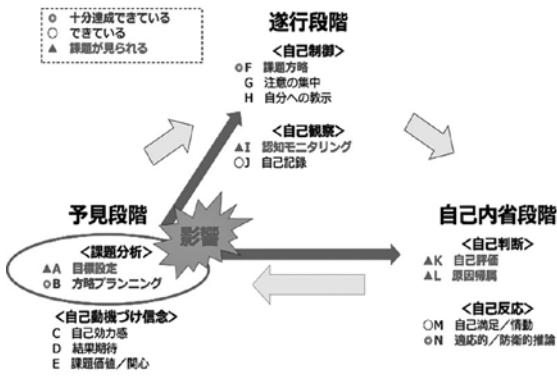 ◎ 十分達成できている
○ できている
▲ 課題が見られる
遂行段階
<自己制御>
◎F 課題方略
G 注意の集中
H 自分への教示
<自己観察>
▲I 認知モニタリング
○J 自己記録
予見段階
影響
<課題分析>
▲A 目標設定
◎B 方略プランニング
<自己動機づけ信念>
C 自己効力感
D 結果期待
E 課題価値/関心
自己内省段階
<自己判断>
▲K 自己評価
▲L 原因帰属
<自己反応>
○M 自己満足/情動
◎N 適応的/防衛的推論